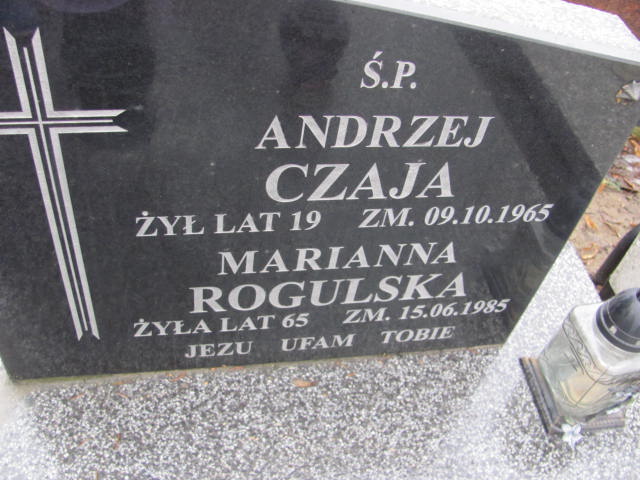 Ś.P.
ANDRZEJ
CZAJA
ŻYŁ LAT 19 ZM. 09.10.1965
MARIANNA
ROGULSKA
ŻYŁA LAT 65 ZM. 15.06.1985
JEZU UFAM TOBIE